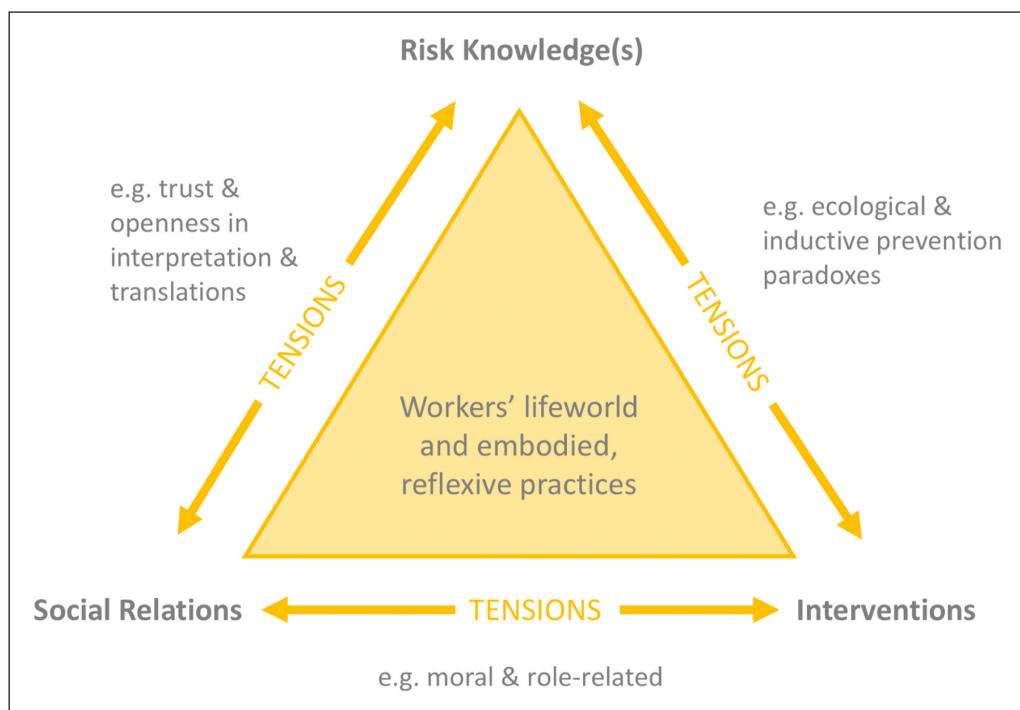 Risk Knowledge(s)
e.g. trust &
openness in
interpretation &
translations
TENSIONS
e.g. ecological &
inductive prevention
paradoxes
TENSIONS
Workers’ lifeworld
and embodied,
reflexive practices
Social Relations
TENSIONS
Interventions
e.g. moral & role-related